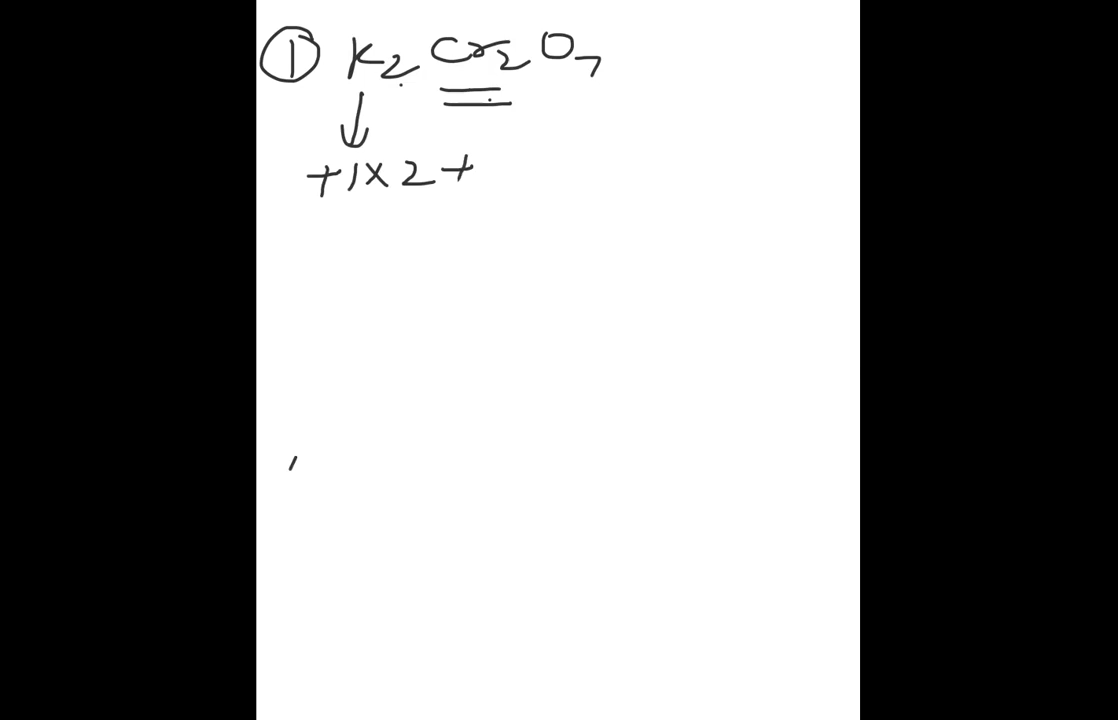 ① K₂Cr₂O₇
↓
+1×2+